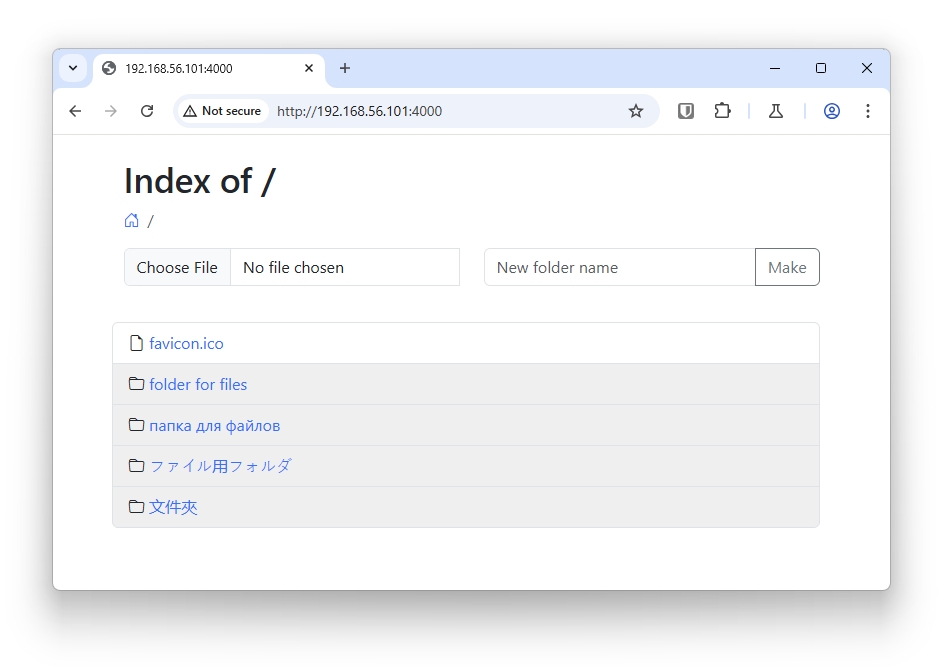 192.168.56.101:4000
Not secure http://192.168.56.101:4000
Index of /
/
Choose File No file chosen New folder name Make
favicon.ico
folder for files
папка для файлов
ファイル用フォルダ
文件夾